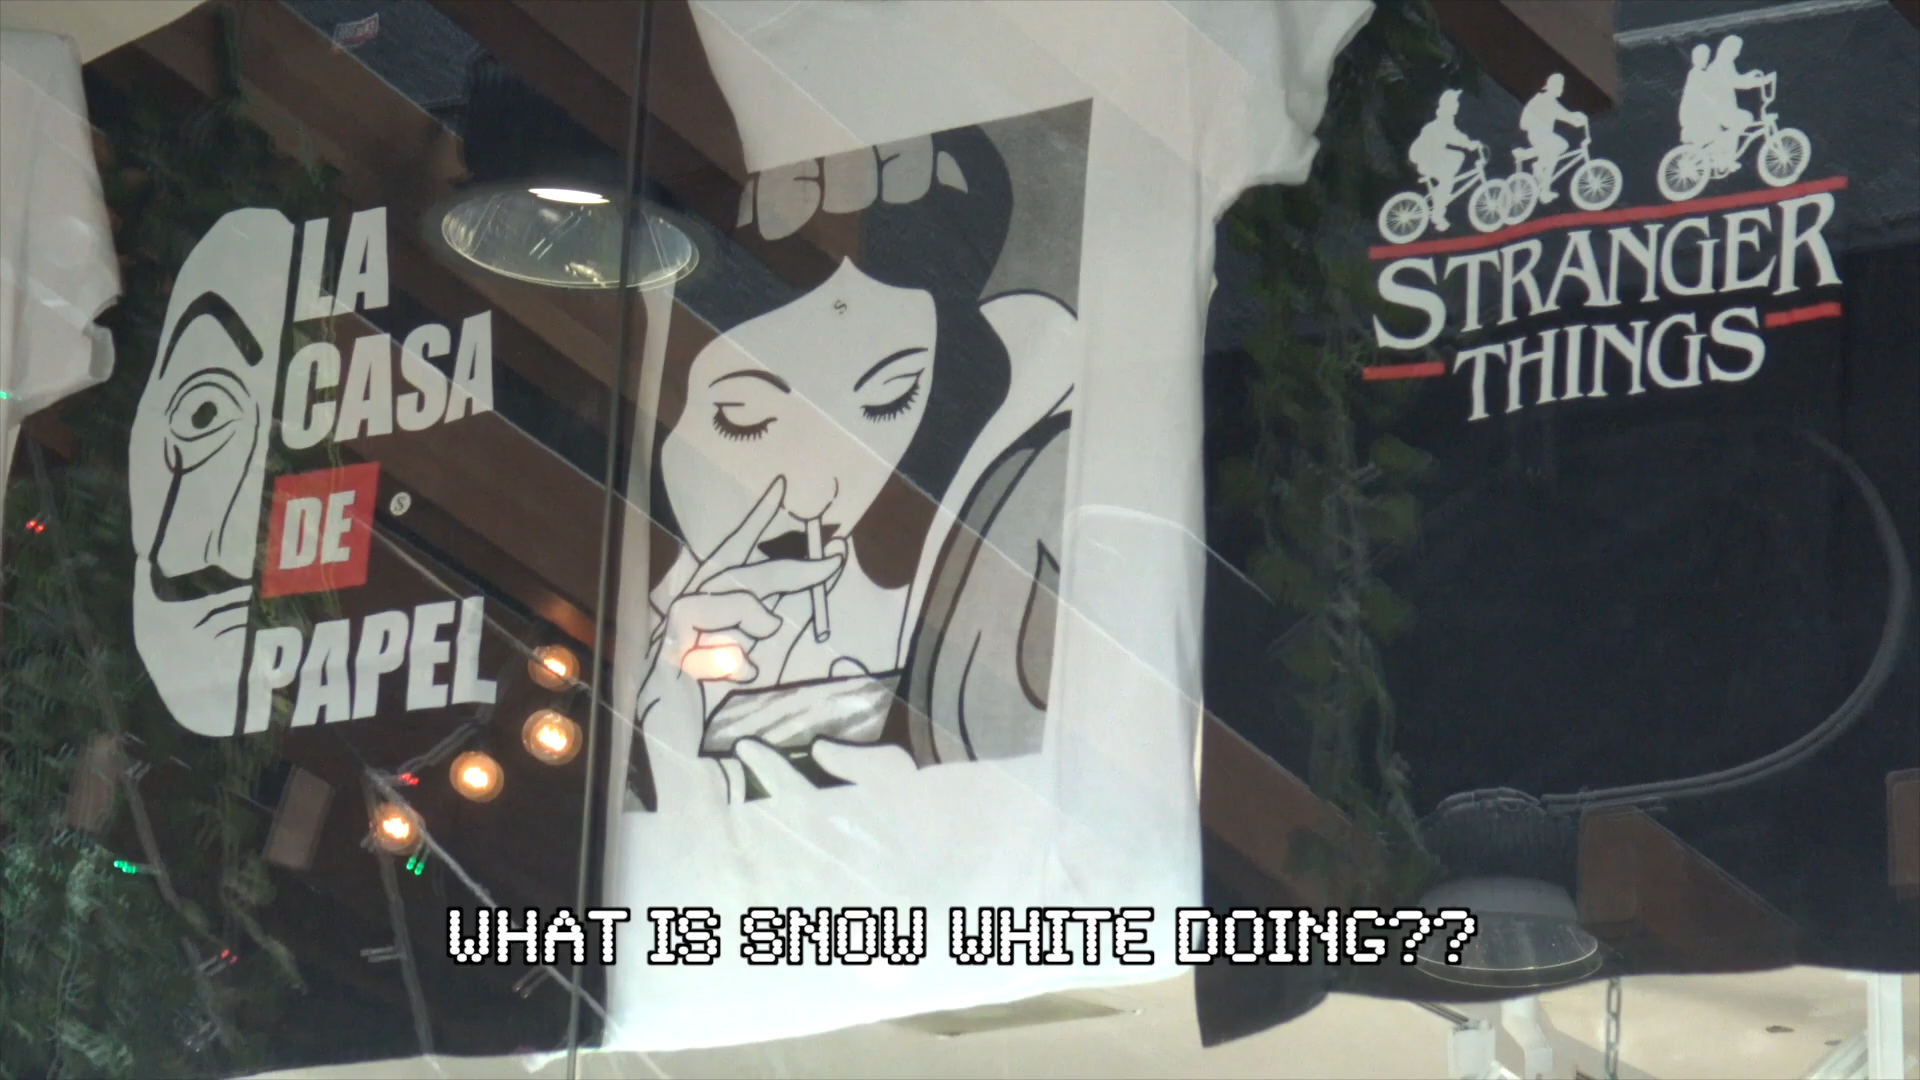 LA
CASA
DE
PAPEL
S
S
STRANGER
THINGS
WHAT IS SNOW WHITE DOING??